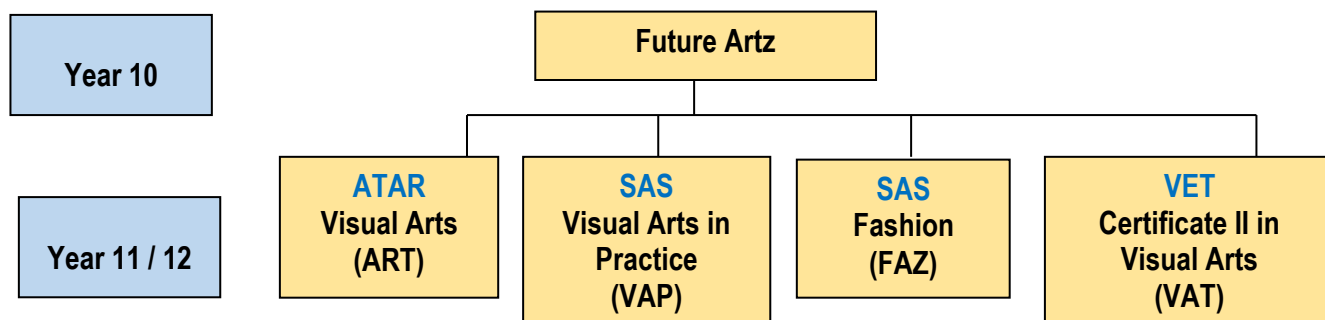 Year 10
Future Artz
Year 11 / 12
ATAR
Visual Arts
(ART)
SAS
Visual Arts in
Practice
(VAP)
SAS
Fashion
(FAZ)
VET
Certificate II in
Visual Arts
(VAT)